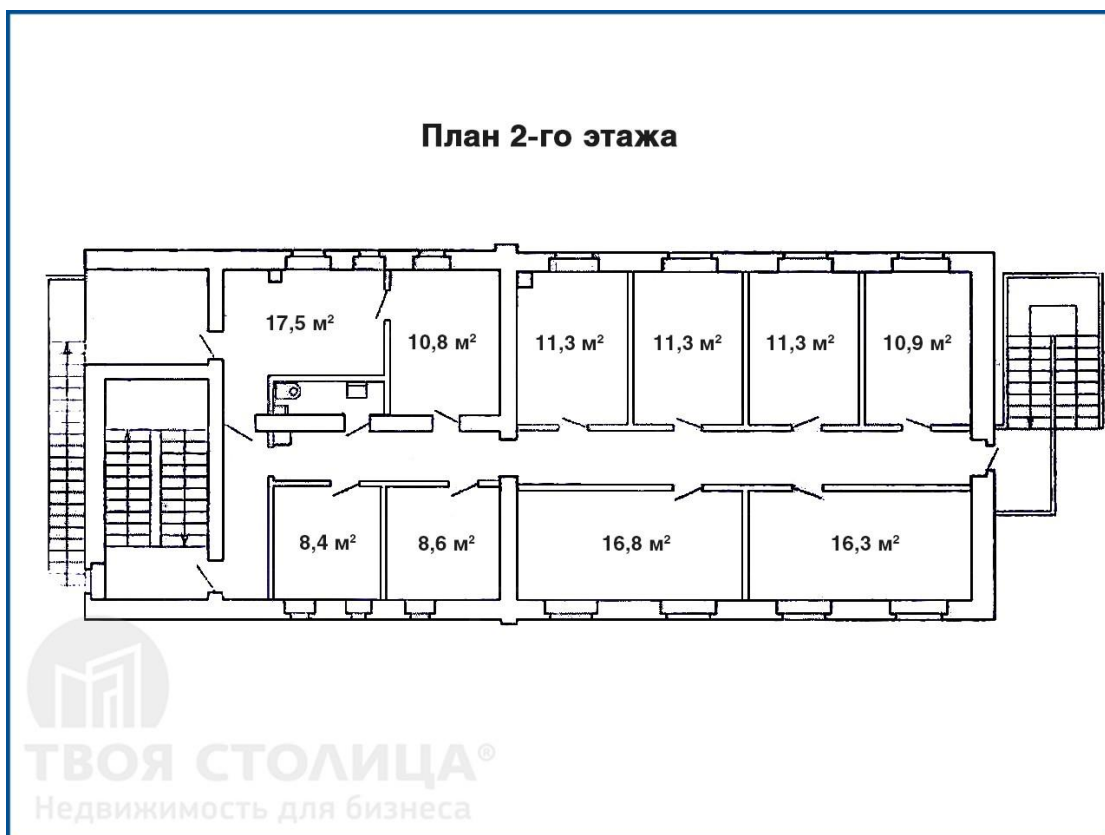 План 2-го этажа
17,5 м²
10,8 м²
11,3 м²
11,3 м²
11,3 м²
10,9 м²
8,4 м²
8,6 м²
16,8 м²
16,3 м²
ТВОЯ СТОЛИЦА®
Недвижимость для бизнеса